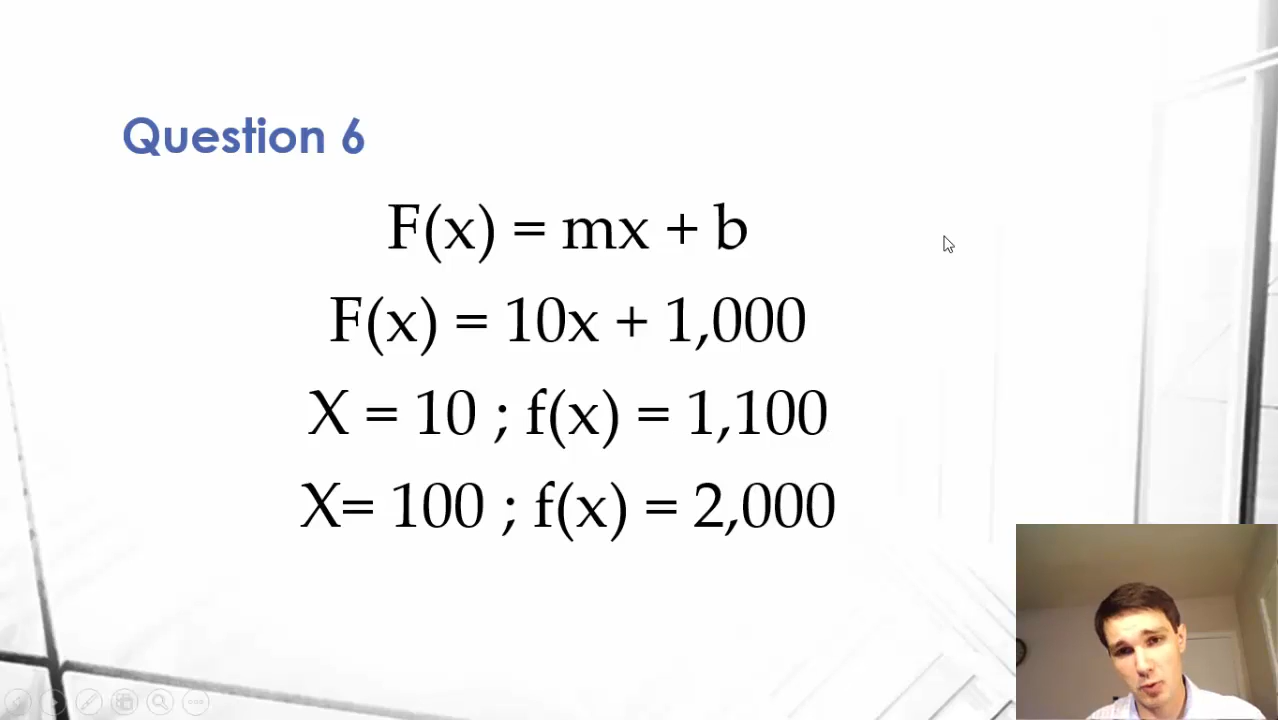 Question 6
F(x) = mx + b
F(x) = 10x + 1,000
X = 10 ; f(x) = 1,100
X= 100 ; f(x) = 2,000